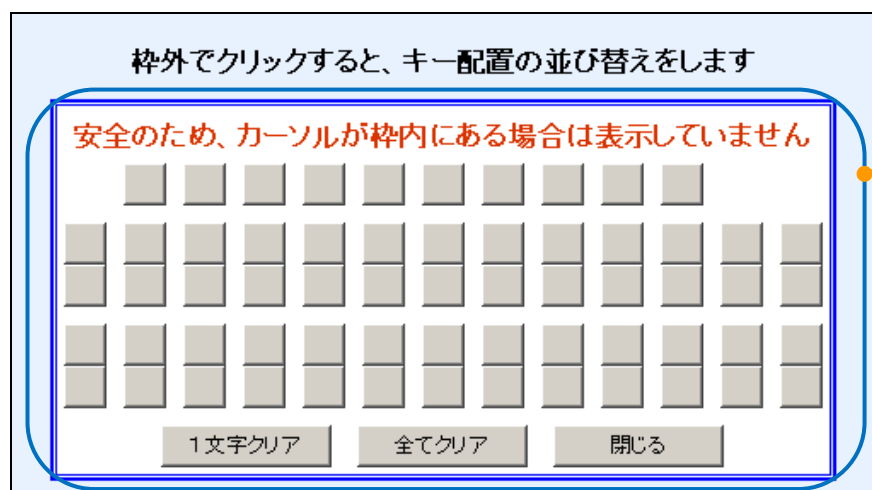 枠外でクリックすると、キー配置の並び替えをします
安全のため、カーソルが枠内にある場合は表示していません
1文字クリア 全てクリア 閉じる